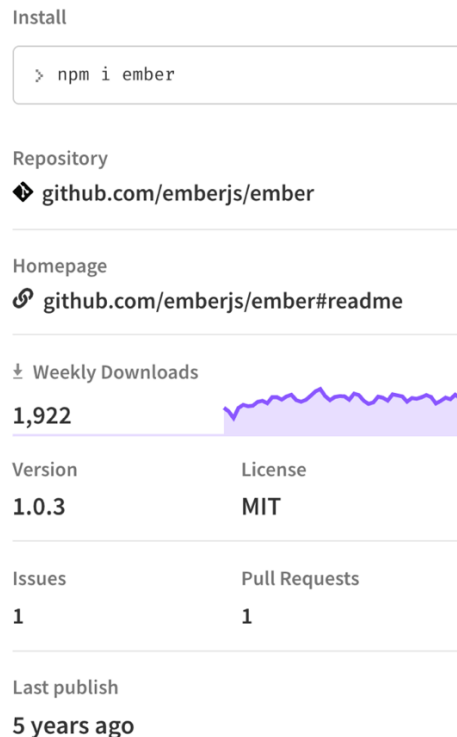 Install
> npm i ember
Repository
github.com/emberjs/ember
Homepage
github.com/emberjs/ember#readme
Weekly Downloads
1,922
Version
License
1.0.3
MIT
Issues
Pull Requests
1
1
Last publish
5 years ago